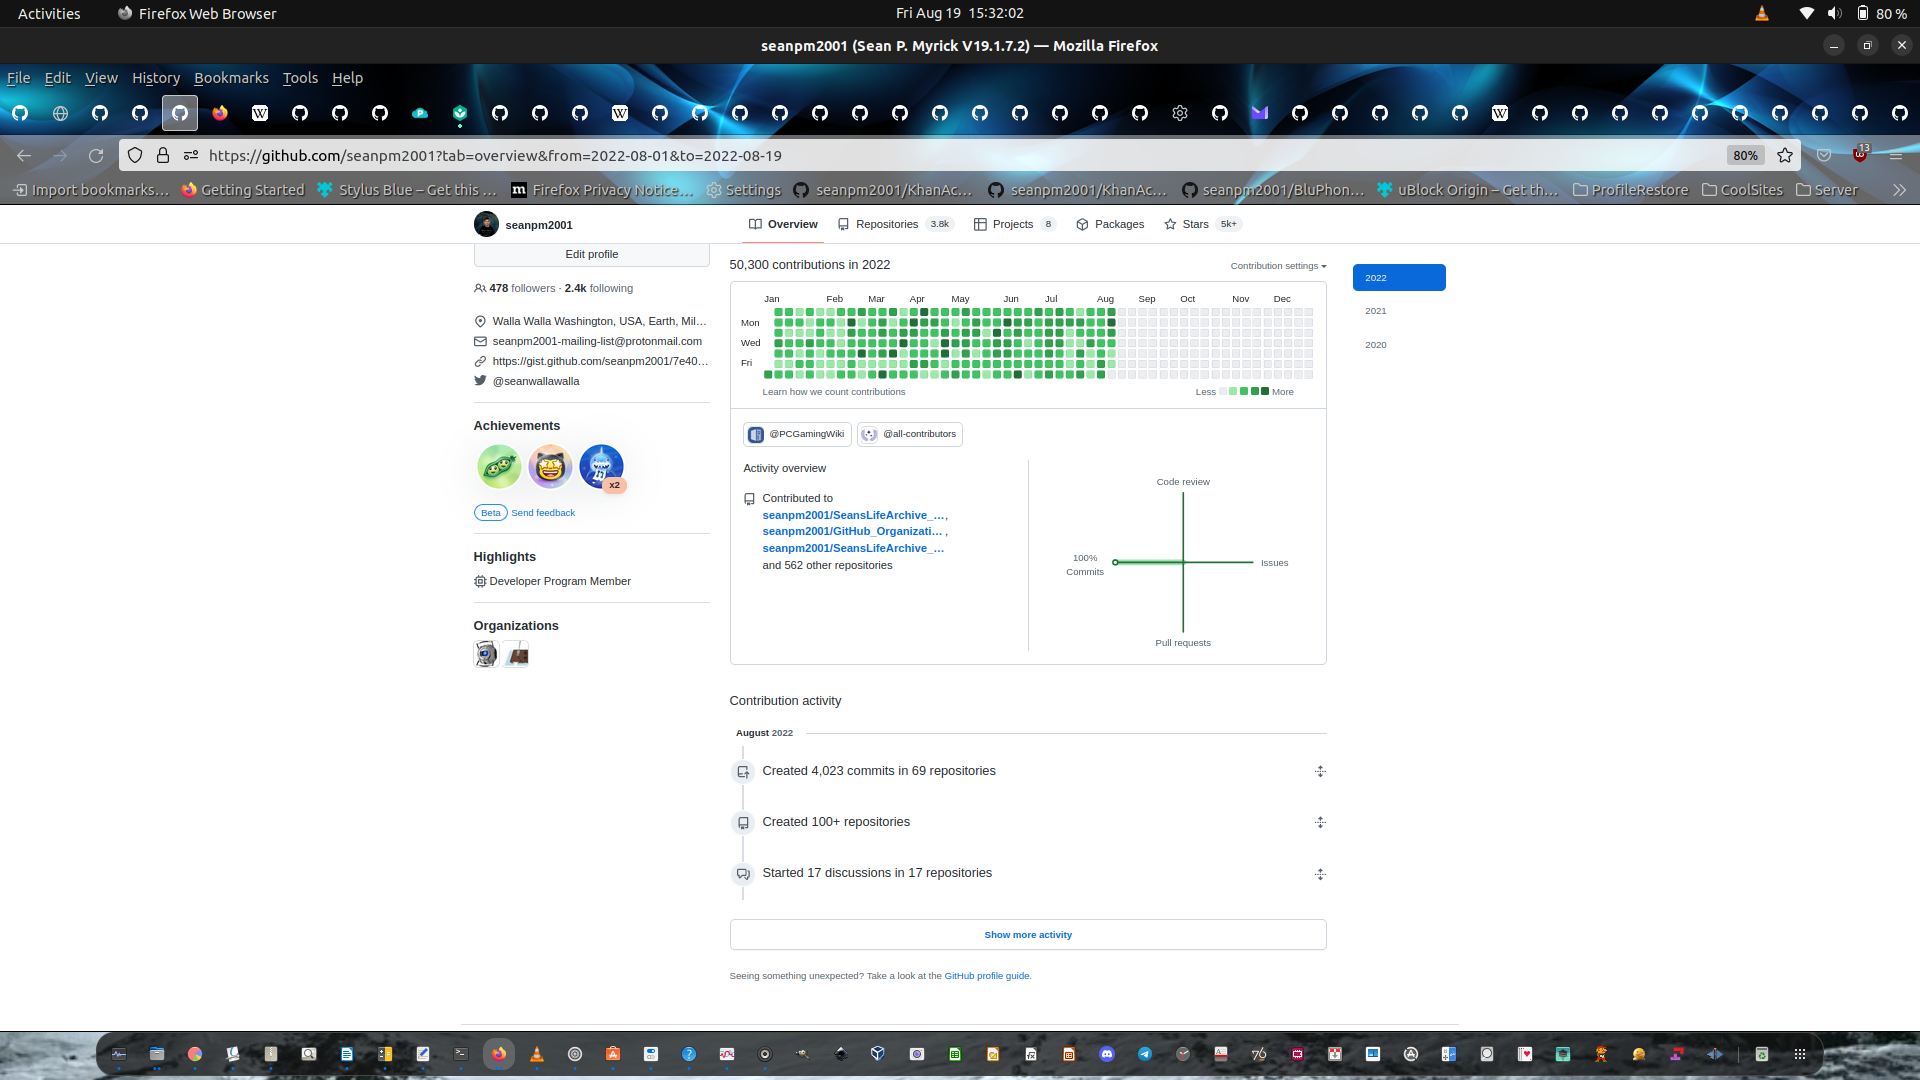 Activities
Firefox Web Browser
Fri Aug 19 15:32:02
80 %
seanpm2001 (Sean P. Myrick V19.1.7.2) — Mozilla Firefox
File Edit View History Bookmarks Tools Help
https://github.com/seanpm2001?tab=overview&from=2022-08-01&to=2022-08-19
80%
13
Import bookmarks...
Getting Started
Stylus Blue – Get this ...
Firefox Privacy Notice...
Settings
seanpm2001/KhanAc...
seanpm2001/KhanAc...
seanpm2001/BluPhon...
uBlock Origin – Get th...
ProfileRestore
CoolSites
Server
seanpm2001
Overview
Repositories 3.8k
Projects 8
Packages
Stars 5k+
Edit profile
478 followers · 2.4k following
Walla Walla Washington, USA, Earth, Mil...
seanpm2001-mailing-list@protonmail.com
https://gist.github.com/seanpm2001/7e40...
@seanwallawalla
Achievements
x2
Beta Send feedback
Highlights
Developer Program Member
Organizations
50,300 contributions in 2022
Contribution settings
Jan Feb Mar Apr May Jun Jul Aug Sep Oct Nov Dec
Mon
Wed
Fri
Learn how we count contributions
Less More
@PCGamingWiki
@all-contributors
Activity overview
Contributed to
seanpm2001/SeansLifeArchive_...,
seanpm2001/GitHub_Organizati... ,
seanpm2001/SeansLifeArchive_...
and 562 other repositories
Code review
100%
Commits
Issues
Pull requests
2022
2021
2020
Contribution activity
August 2022
Created 4,023 commits in 69 repositories
Created 100+ repositories
Started 17 discussions in 17 repositories
Show more activity
Seeing something unexpected? Take a look at the GitHub profile guide.